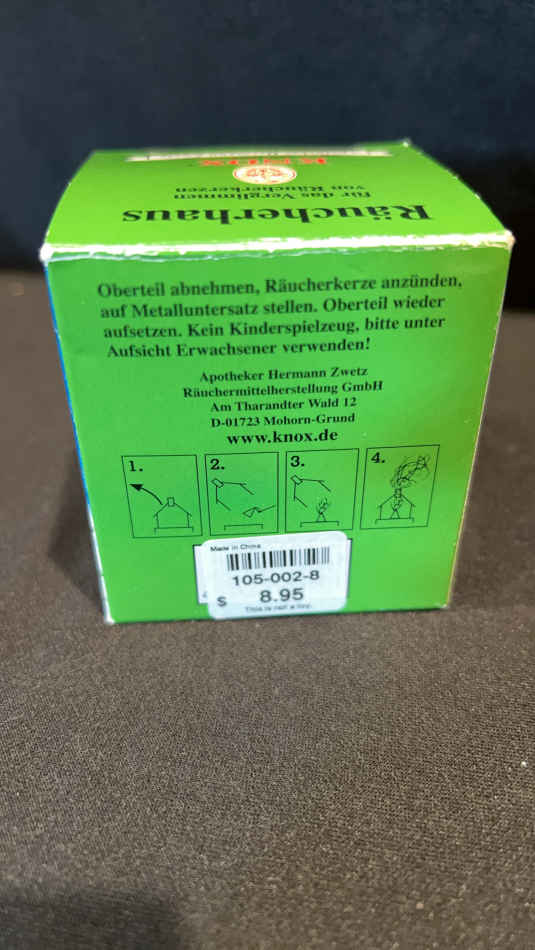 KNOX
für das Verglimmen
von Räucherkerzen
Räucherhaus
Oberteil abnehmen, Räucherkerze anzünden,
auf Metalluntersatz stellen. Oberteil wieder
aufsetzen. Kein Kinderspielzeug, bitte unter
Aufsicht Erwachsener verwenden!
Apotheker Hermann Zwetz
Räuchermittelherstellung GmbH
Am Tharandter Wald 12
D-01723 Mohorn-Grund
www.knox.de
1. 2. 3. 4.
Made in China
105-002-8
$ 8.95
This is not a toy.